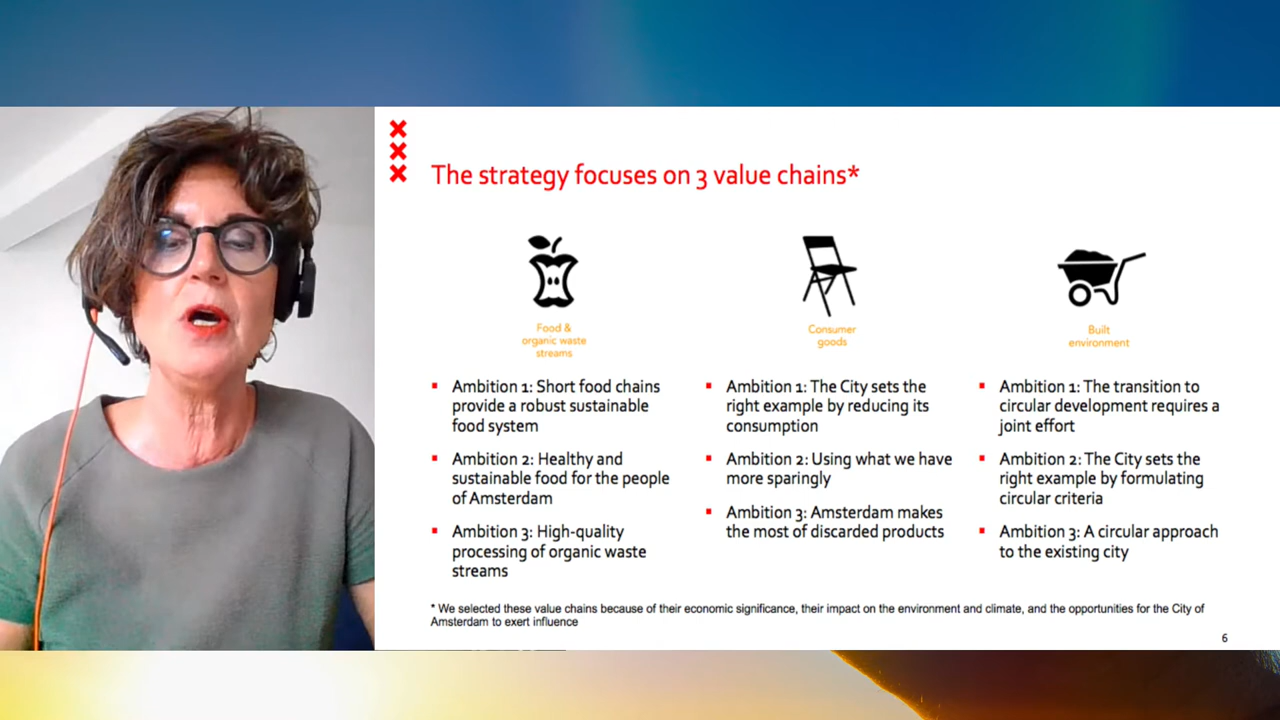 The strategy focuses on 3 value chains*
Food &
organic waste
streams
Ambition 1: Short food chains
provide a robust sustainable
food system
Ambition 2: Healthy and
sustainable food for the people
of Amsterdam
Ambition 3: High-quality
processing of organic waste
streams
Consumer
goods
Ambition 1: The City sets the
right example by reducing its
consumption
Ambition 2: Using what we have
more sparingly
Ambition 3: Amsterdam makes
the most of discarded products
Built
environment
Ambition 1: The transition to
circular development requires a
joint effort
Ambition 2: The City sets the
right example by formulating
circular criteria
Ambition 3: A circular approach
to the existing city
* We selected these value chains because of their economic significance, their impact on the environment and climate, and the opportunities for the City of
Amsterdam to exert influence
6